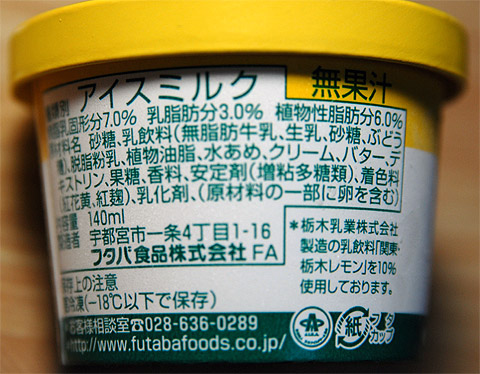 種類別 アイスミルク 無果汁
無脂乳固形分7.0% 乳脂肪分3.0% 植物性脂肪分6.0%
原材料名 砂糖、乳飲料(無脂肪牛乳、生乳、砂糖、ぶどう
糖)、脱脂粉乳、植物油脂、水あめ、クリーム、バター、デ
キストリン、果糖、香料、安定剤(増粘多糖類)、着色料
(紅花黄、紅麹)、乳化剤、(原材料の一部に卵を含む)
内容量 140ml
宇都宮市一条4丁目1-16
フタバ食品株式会社 FA
保存上の注意
(−18℃以下で保存)
お客様相談室☎028-636-0289
http://www.futabafoods.co.jp/
*栃木乳業株式会社
製造の乳飲料「関東・
栃木レモン」を10%
使用しております。
紙 フタ
カップ